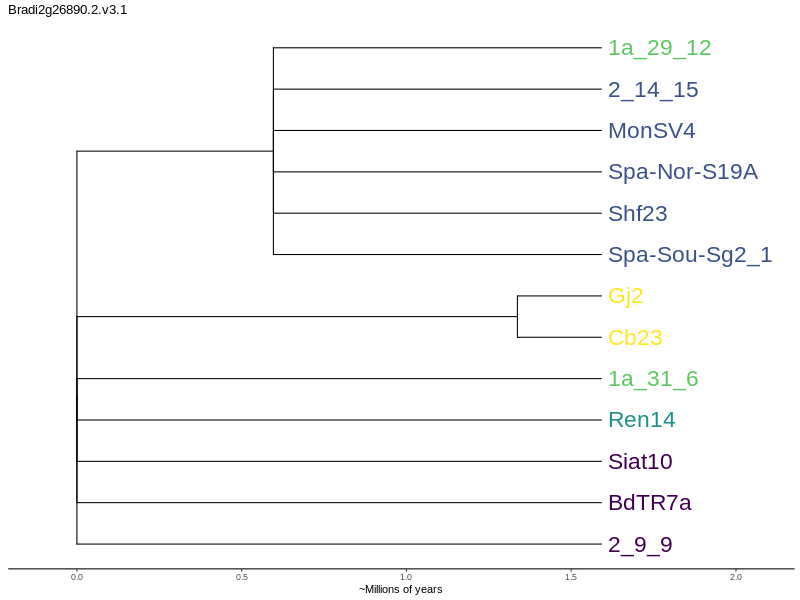 Bradi2g26890.2.v3.1
1a_29_12
2_14_15
MonSV4
Spa-Nor-S19A
Shf23
Spa-Sou-Sg2_1
Gj2
Cb23
1a_31_6
Ren14
Siat10
BdTR7a
2_9_9
0.0 0.5 1.0 1.5 2.0
~Millions of years